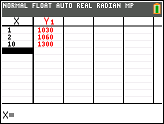 NORMAL FLOAT AUTO REAL RADIAN MP
X Y1
1 1030
2 1060
10 1300
X=